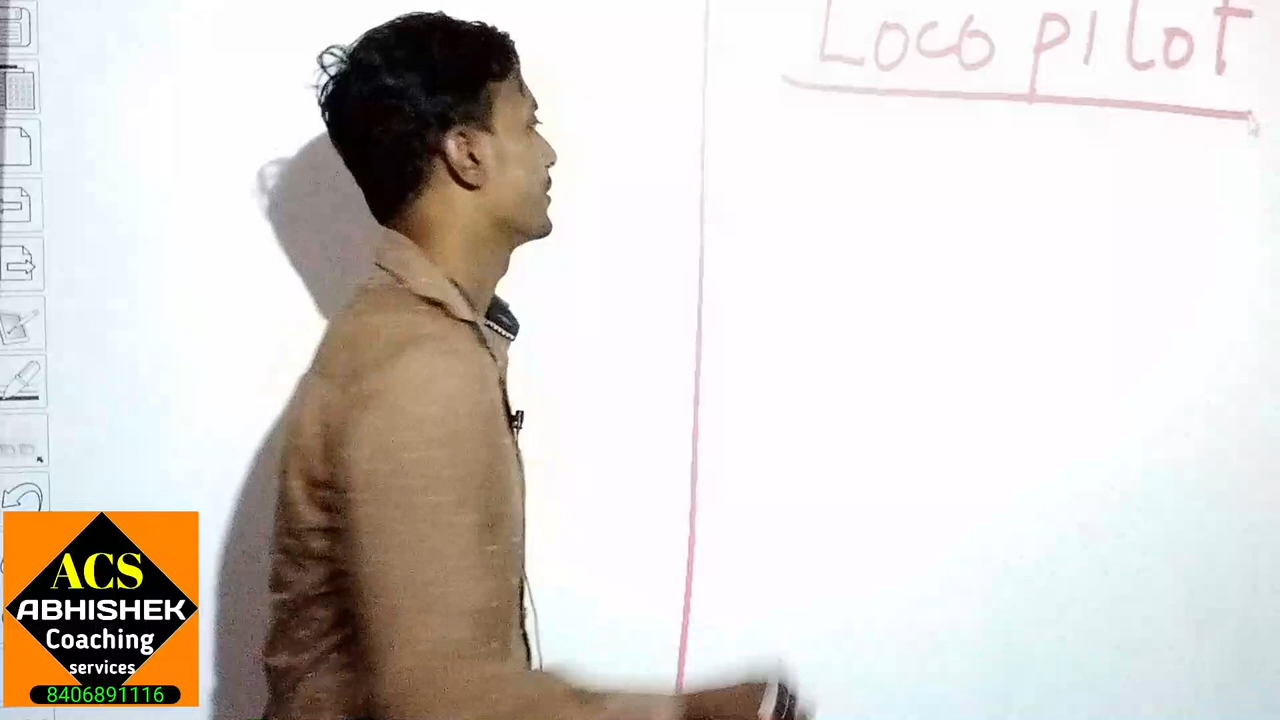 Loco pilot
ACS
ABHISHEK
Coaching
services
8406891116